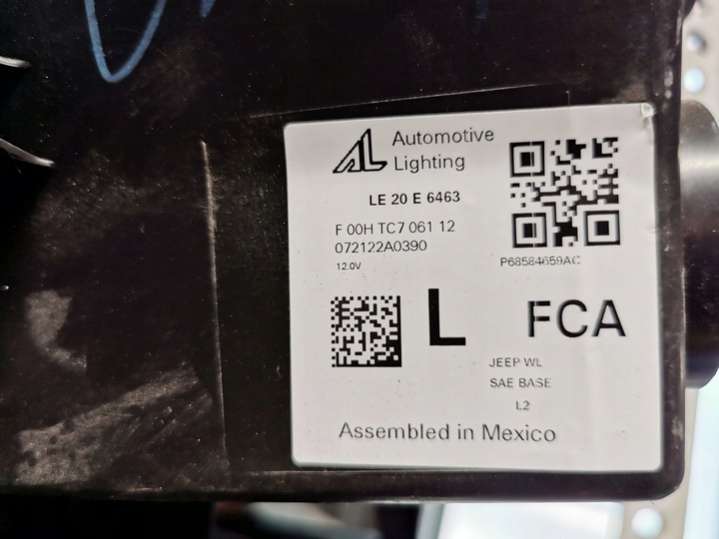 AL Automotive
Lighting
LE 20 E 6463
F 00H TC7 061 12
072122A0390
12.0V
P68584659AC
L FCA
JEEP WL
SAE BASE
L2
Assembled in Mexico